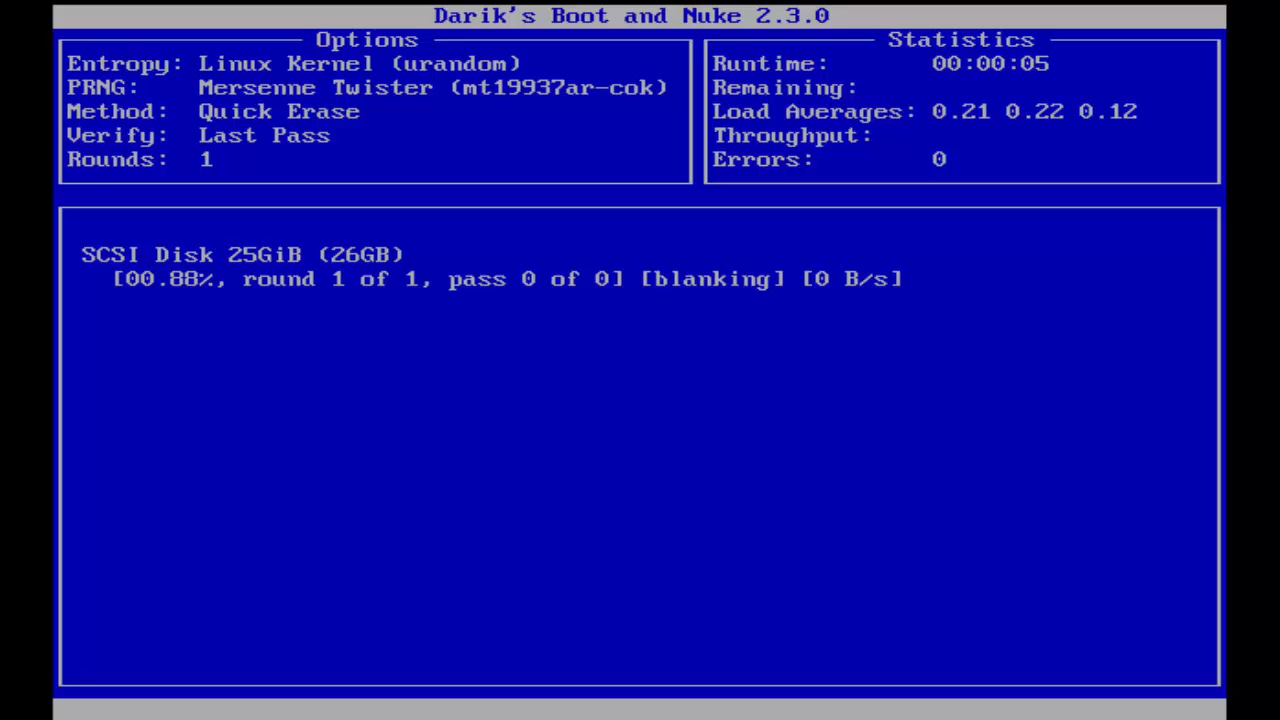 Darik's Boot and Nuke 2.3.0
Options
Entropy: Linux Kernel (urandom)
PRNG: Mersenne Twister (mt19937ar-cok)
Method: Quick Erase
Verify: Last Pass
Rounds: 1
Statistics
Runtime: 00:00:05
Remaining:
Load Averages: 0.21 0.22 0.12
Throughput:
Errors: 0
SCSI Disk 25GiB (26GB)
[00.88%, round 1 of 1, pass 0 of 0] [blanking] [0 B/s]